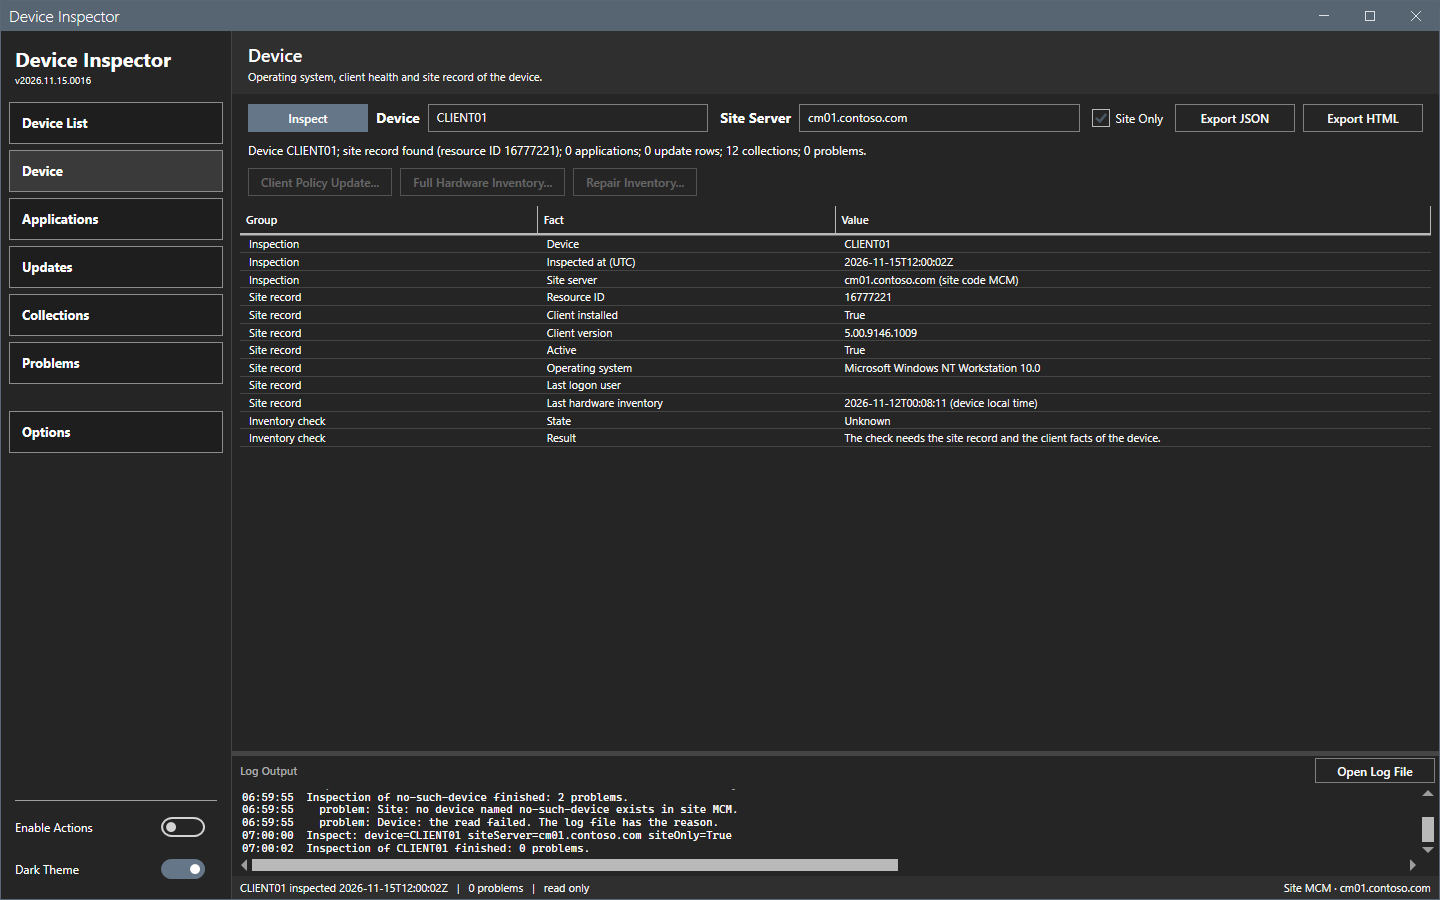 Device Inspector
Device Inspector
v2026.11.15.0016
Device List
Device
Applications
Updates
Collections
Problems
Options
Enable Actions
Dark Theme
Device
Operating system, client health and site record of the device.
Inspect Device CLIENT01 Site Server cm01.contoso.com Site Only Export JSON Export HTML
Device CLIENT01; site record found (resource ID 16777221); 0 applications; 0 update rows; 12 collections; 0 problems.
Client Policy Update... Full Hardware Inventory... Repair Inventory...
Group Fact Value
Inspection Device CLIENT01
Inspection Inspected at (UTC) 2026-11-15T12:00:02Z
Inspection Site server cm01.contoso.com (site code MCM)
Site record Resource ID 16777221
Site record Client installed True
Site record Client version 5.00.9146.1009
Site record Active True
Site record Operating system Microsoft Windows NT Workstation 10.0
Site record Last logon user
Site record Last hardware inventory 2026-11-12T00:08:11 (device local time)
Inventory check State Unknown
Inventory check Result The check needs the site record and the client facts of the device.
Log Output Open Log File
06:59:55 Inspection of no-such-device finished: 2 problems.
06:59:55 problem: Site: no device named no-such-device exists in site MCM.
06:59:55 problem: Device: the read failed. The log file has the reason.
07:00:00 Inspect: device=CLIENT01 siteServer=cm01.contoso.com siteOnly=True
07:00:02 Inspection of CLIENT01 finished: 0 problems.
CLIENT01 inspected 2026-11-15T12:00:02Z | 0 problems | read only Site MCM · cm01.contoso.com